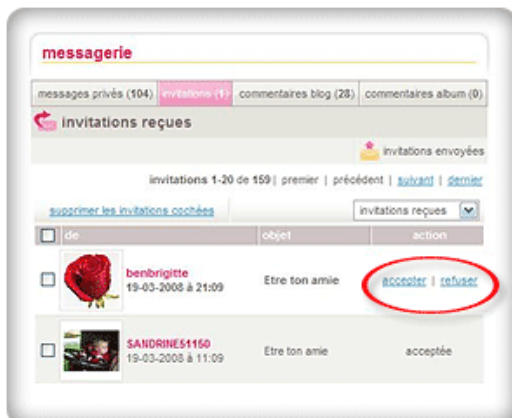 messagerie
messages privés (104) invitations (1) commentaires blog (28) commentaires album (0)
invitations reçues
invitations envoyées
invitations 1-20 de 159 | premier | précédent | suivant | dernier
supprimer les invitations cochées invitations reçues
de objet action
benbrigitte
19-03-2008 à 21:09 Etre ton amie accepter | refuser
SANDRINE51150
19-03-2008 à 11:09 Etre ton amie acceptée